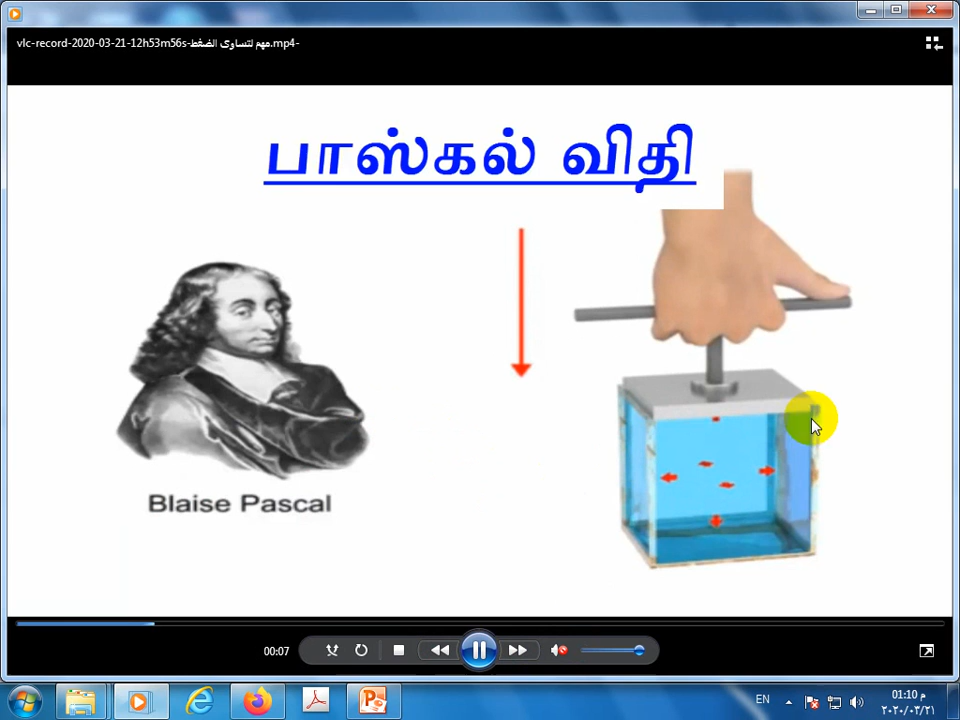 vlc-record-2020-03-21-12h53m56s-مهم لتساوى الضغط.mp4-
பாஸ்கல் விதி
Blaise Pascal
00:07
EN
01:10 م
٢٠٢٠/٠٣/٢١